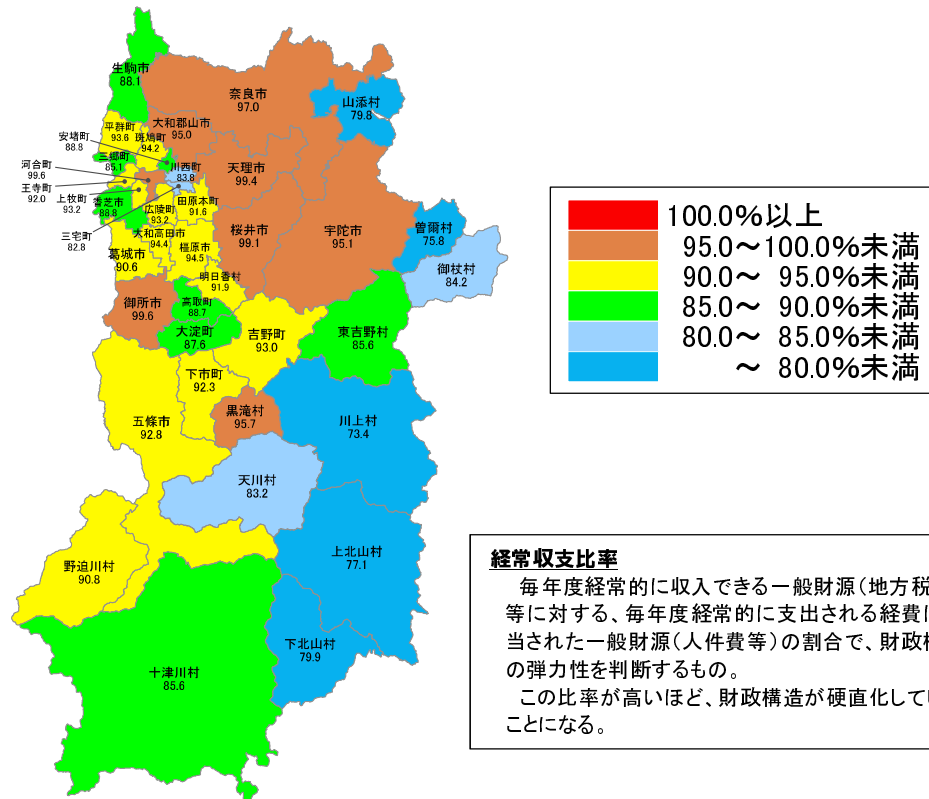 生駒市
88.1
奈良市
97.0
山添村
79.8
平群町
93.6
斑鳩町
94.2
大和郡山市
95.0
安堵町
88.8
三郷町
85.1
川西町
83.8
天理市
99.4
河合町
99.6
王寺町
92.0
上牧町
93.2
香芝市
88.8
広陵町
93.2
田原本町
91.6
三宅町
82.8
大和高田市
94.4
橿原市
94.5
桜井市
99.1
宇陀市
95.1
曽爾村
75.8
御杖村
84.2
葛城市
90.6
明日香村
91.9
御所市
99.6
高取町
88.7
大淀町
87.6
吉野町
93.0
東吉野村
85.6
下市町
92.3
黒滝村
95.7
川上村
73.4
五條市
92.8
天川村
83.2
上北山村
77.1
野迫川村
90.8
下北山村
79.9
十津川村
85.6
100.0%以上
95.0～100.0%未満
90.0～ 95.0%未満
85.0～ 90.0%未満
80.0～ 85.0%未満
～ 80.0%未満
経常収支比率
毎年度経常的に収入できる一般財源(地方税
等に対する、毎年度経常的に支出される経費に
当された一般財源(人件費等)の割合で、財政
の弾力性を判断するもの。
この比率が高いほど、財政構造が硬直化して
ことになる。